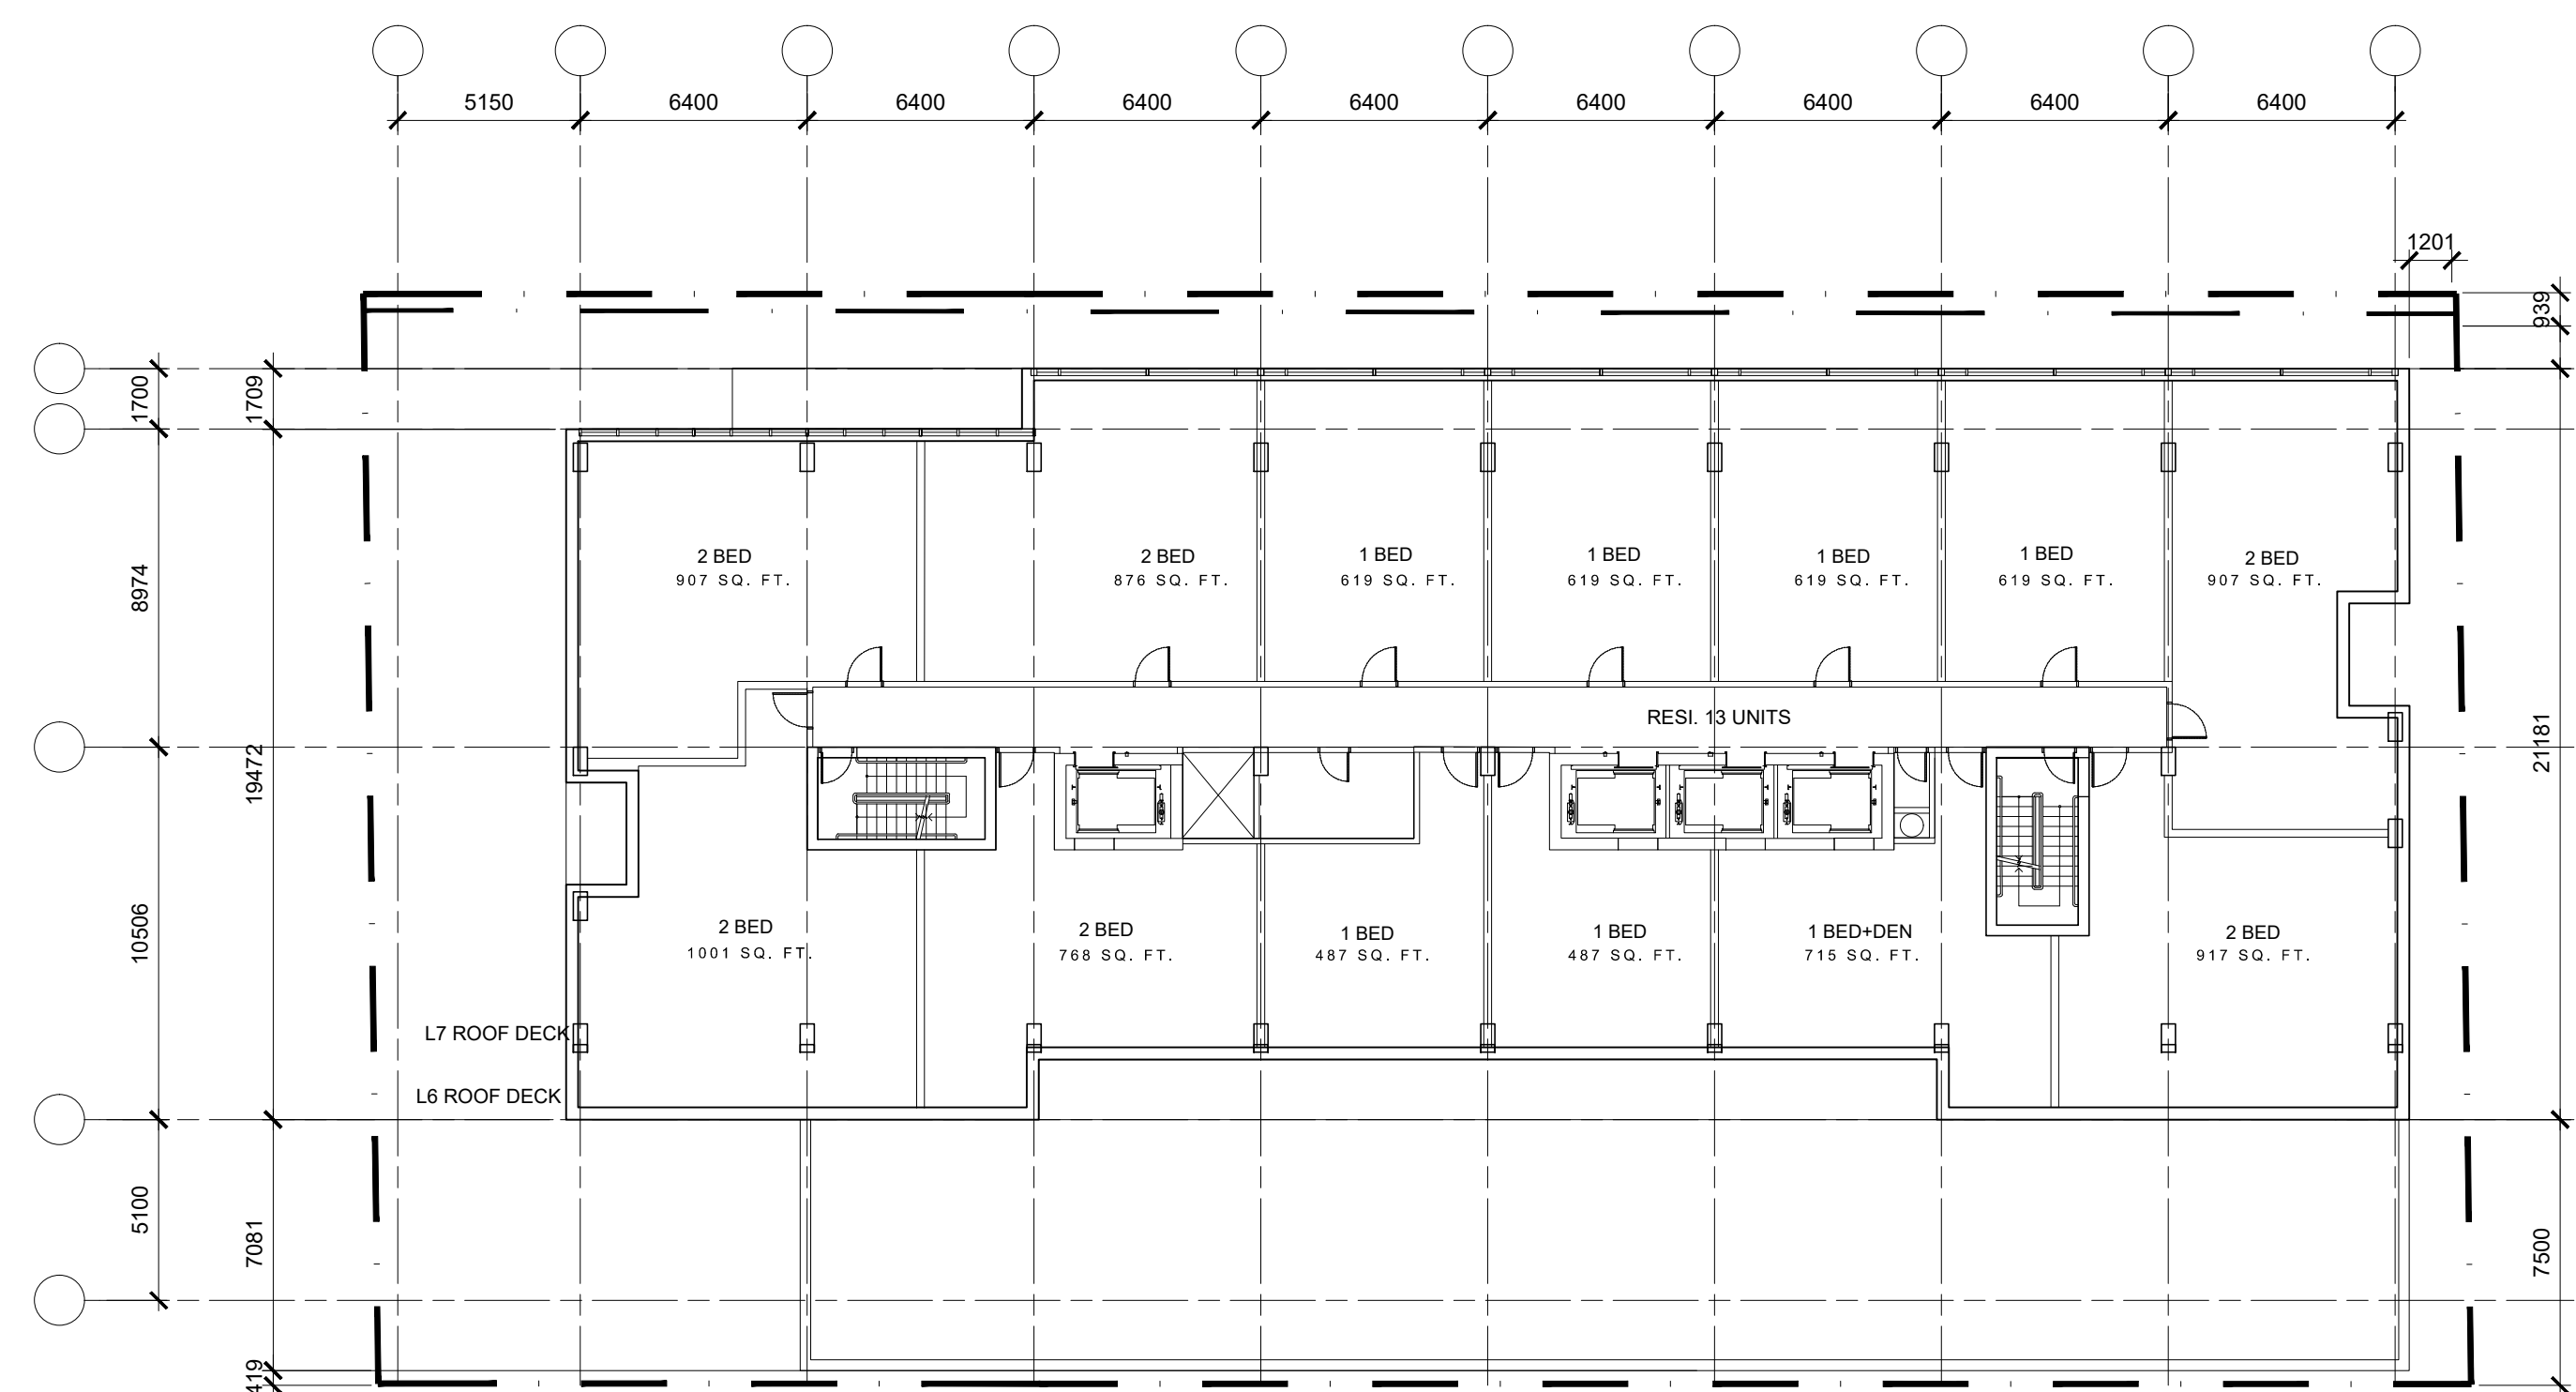 5150
6400
6400
6400
6400
6400
6400
6400
6400
1201
939
1700
1709
8974
19472
10506
5100
7081
419
21181
7500
2 BED
907 SQ. FT.
2 BED
876 SQ. FT.
1 BED
619 SQ. FT.
1 BED
619 SQ. FT.
1 BED
619 SQ. FT.
1 BED
619 SQ. FT.
2 BED
907 SQ. FT.
RESI. 13 UNITS
2 BED
1001 SQ. FT.
2 BED
768 SQ. FT.
1 BED
487 SQ. FT.
1 BED
487 SQ. FT.
1 BED+DEN
715 SQ. FT.
2 BED
917 SQ. FT.
L7 ROOF DECK
L6 ROOF DECK